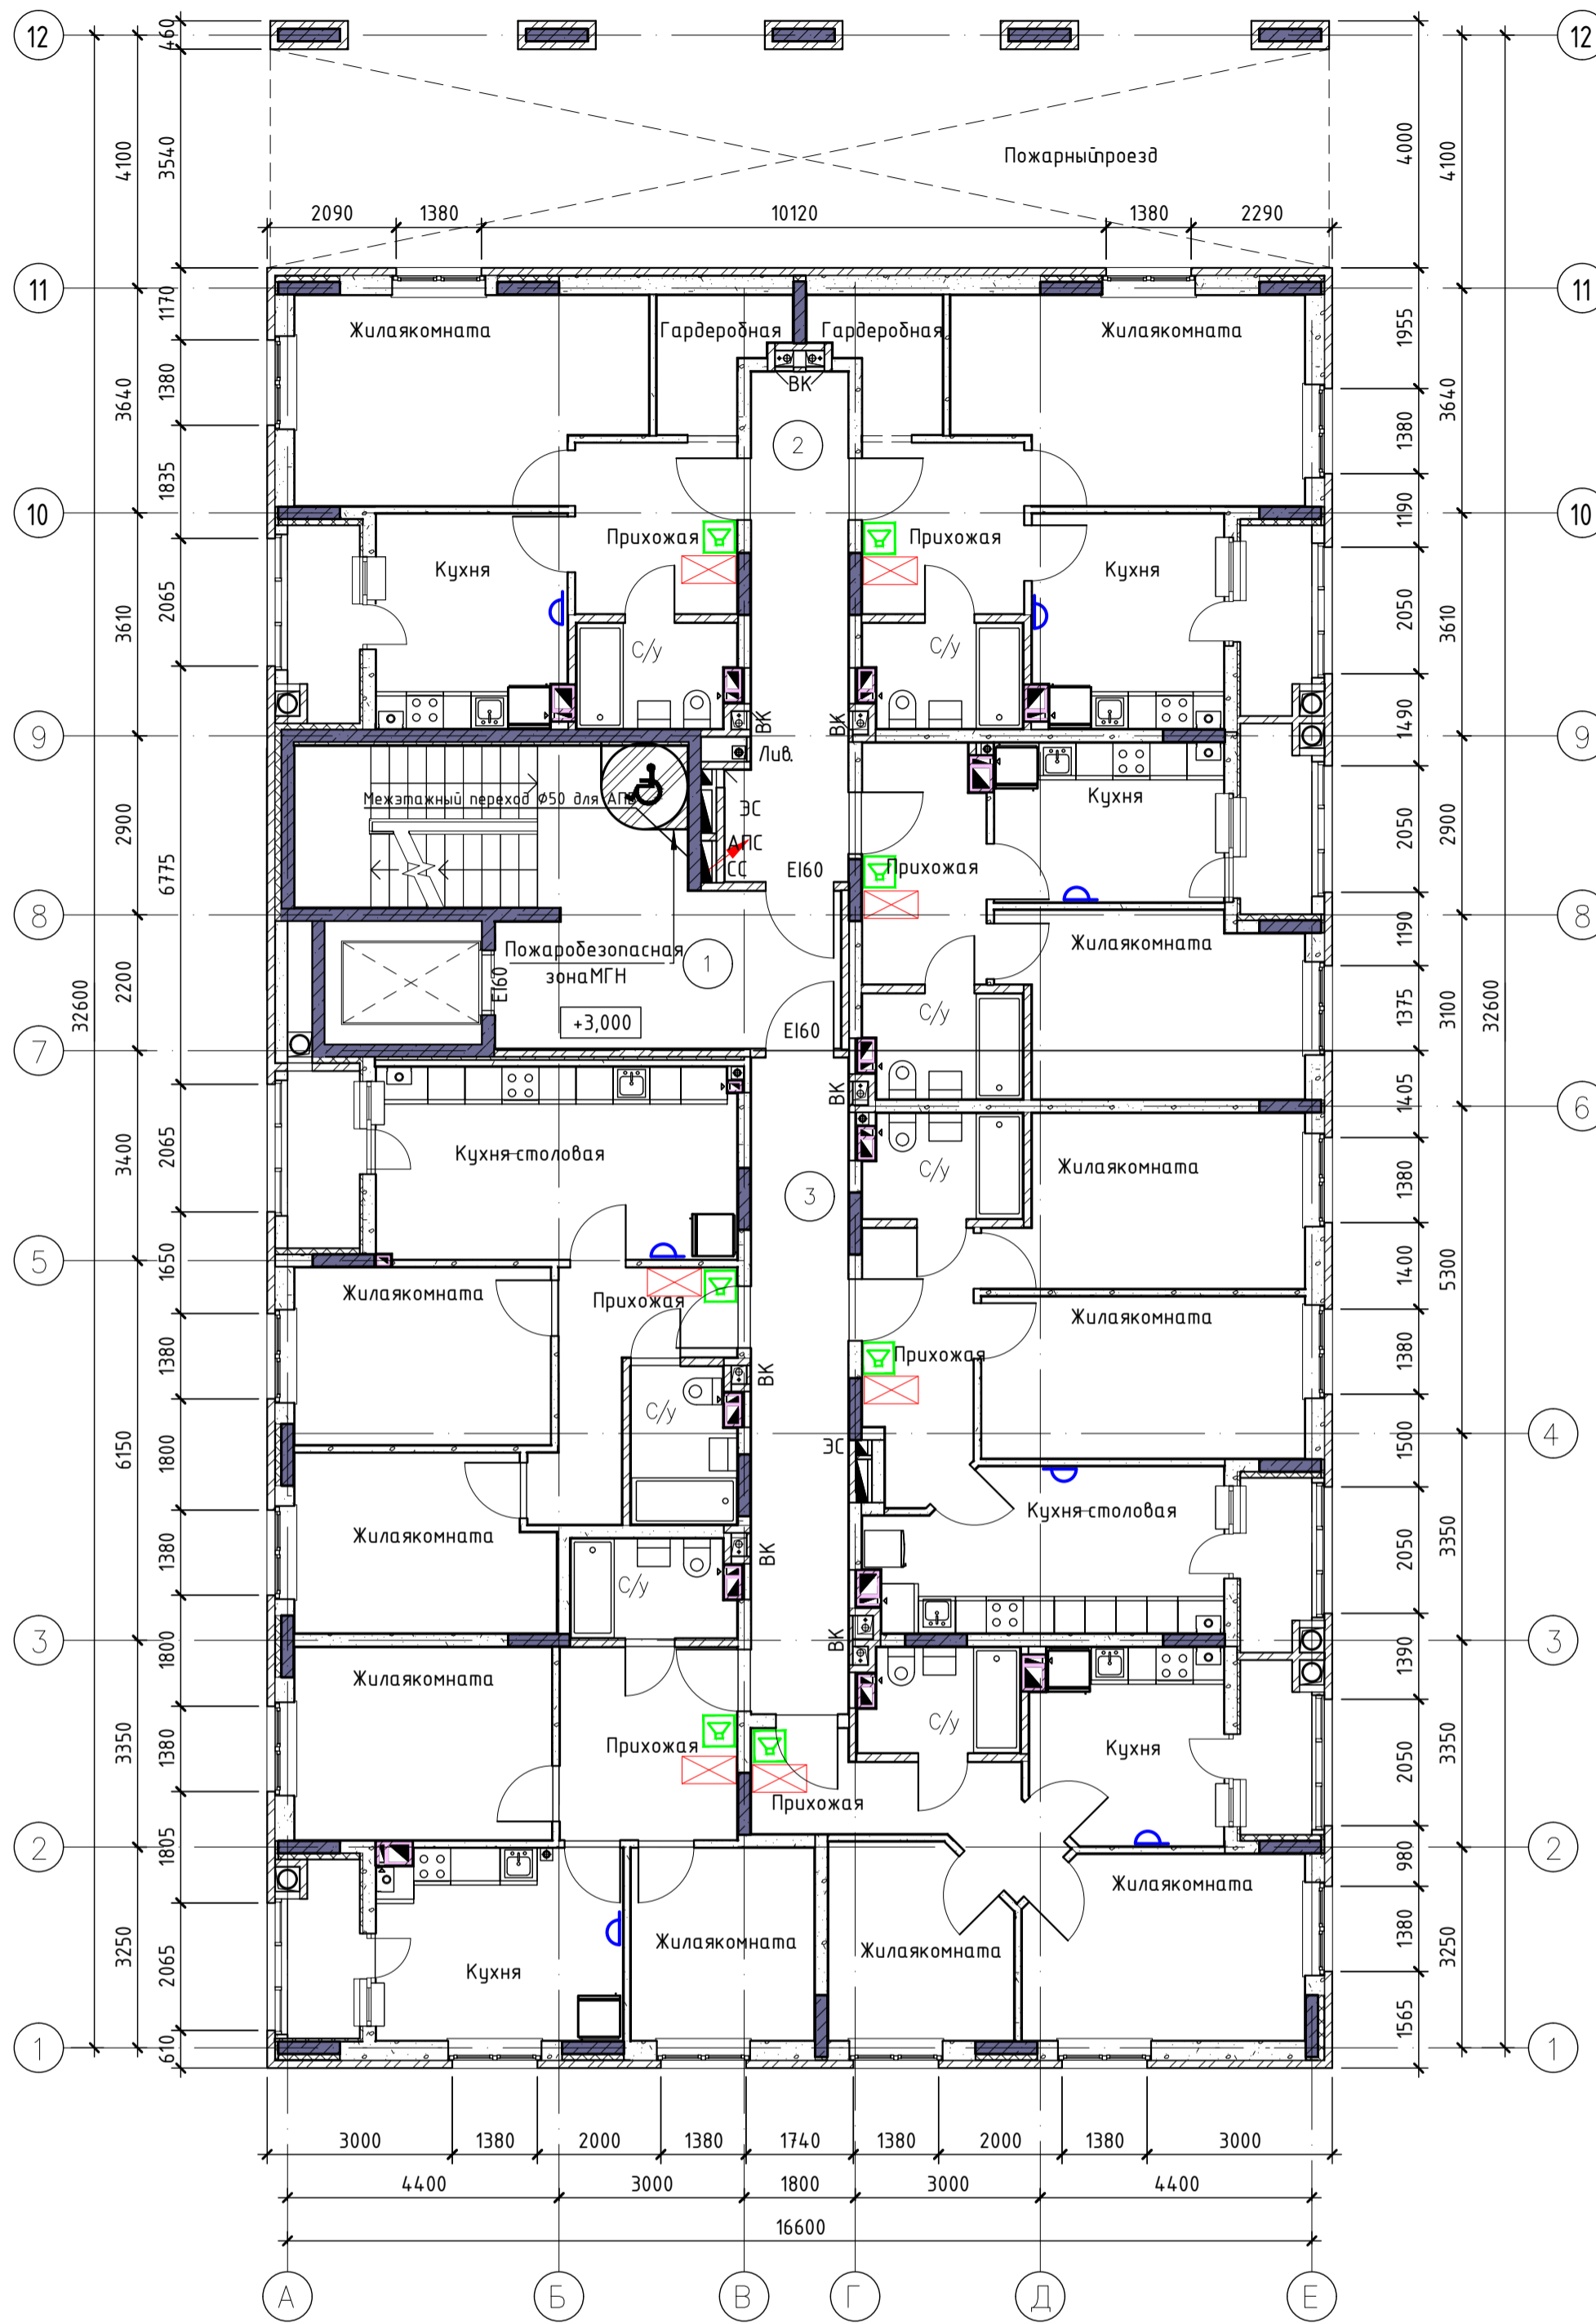 12
12
460
4100
3540
Пожарныйпроезд
4000
4100
2090
1380
10120
1380
2290
11
11
1170
1380
3640
1835
Жилаякомната
Гардеробная
Гардеробная
Жилаякомната
1955
3640
1380
ВК
2
10
10
1190
Прихожая
Прихожая
Кухня
Кухня
2065
3610
2050
3610
С/у
С/у
ВК
ВК
9
9
1490
Лив.
Межэтажный переход Ф50 для АПС
ЭС
АПС
СС
EI60
Кухня
2900
6775
2050
2900
Прихожая
8
8
1190
Жилаякомната
Пожаробезопасная
зонаМГН
1
EI60
+3,000
EI60
С/у
32600
2200
1375
3100
32600
7
ВК
1405
6
Кухня-столовая
3400
2065
3
С/у
Жилаякомната
1380
5
1650
1400
5300
Жилаякомната
Прихожая
Жилаякомната
1380
Прихожая
1380
ВК
С/у
6150
1800
ЭС
1500
4
Жилаякомната
Кухня-столовая
1380
ВК
С/у
2050
3350
3
3
1800
ВК
1390
Жилаякомната
С/у
Прихожая
Кухня
3350
1380
2050
3350
Прихожая
2
2
1805
980
Жилаякомната
Жилаякомната
Жилаякомната
Кухня
3250
2065
1380
3250
1
1
610
1565
3000
1380
2000
1380
1740
1380
2000
1380
3000
4400
3000
1800
3000
4400
16600
А
Б
В
Г
Д
Е